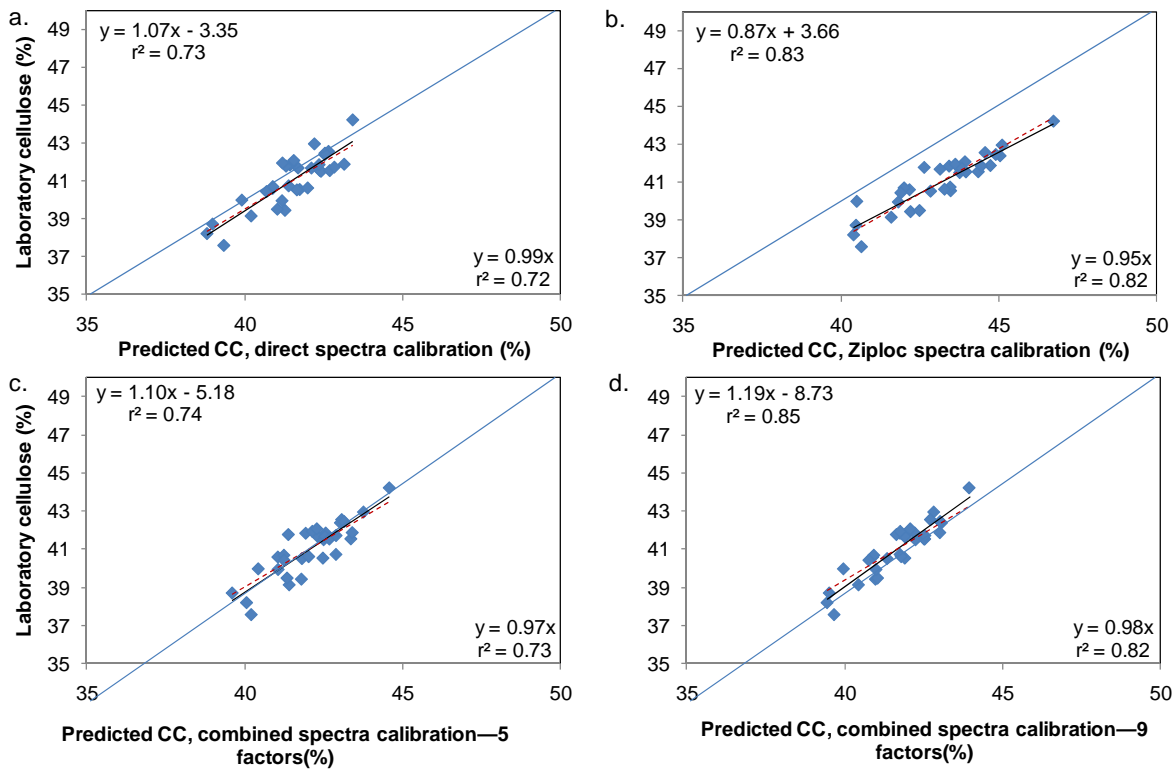 a.
y = 1.07x - 3.35
r² = 0.73
Laboratory cellulose (%)
49
47
45
43
41
39
37
35
y = 0.99x
r² = 0.72
35
40
45
50
Predicted CC, direct spectra calibration (%)
b.
y = 0.87x + 3.66
r² = 0.83
49
47
45
43
41
39
37
35
y = 0.95x
r² = 0.82
35
40
45
50
Predicted CC, Ziploc spectra calibration (%)
c.
y = 1.10x - 5.18
r² = 0.74
Laboratory cellulose (%)
49
47
45
43
41
39
37
35
y = 0.97x
r² = 0.73
35
40
45
50
Predicted CC, combined spectra calibration—5
factors(%)
d.
y = 1.19x - 8.73
r² = 0.85
49
47
45
43
41
39
37
35
y = 0.98x
r² = 0.82
35
40
45
50
Predicted CC, combined spectra calibration—9
factors(%)